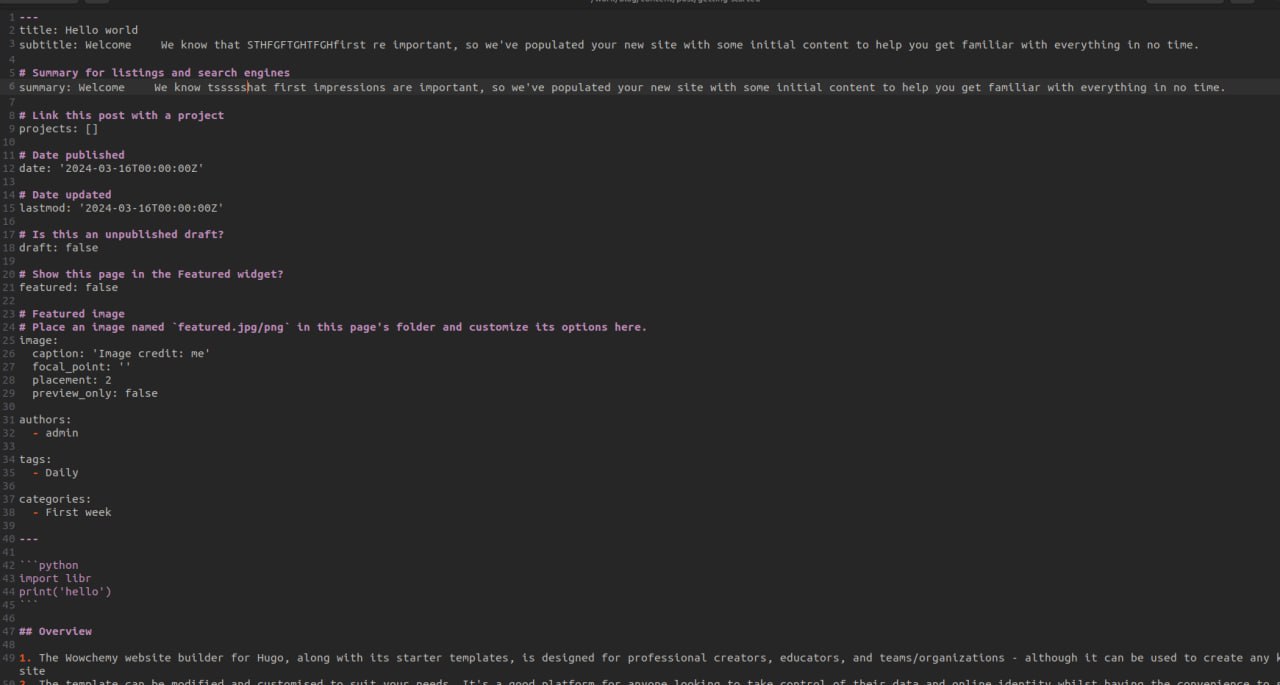 1 ---
2 title: Hello world
3 subtitle: Welcome     We know that STHFGFTGHTFGHfirst re important, so we've populated your new site with some initial content to help you get familiar with everything in no time.
4
5 # Summary for listings and search engines
6 summary: Welcome     We know tssssshat first impressions are important, so we've populated your new site with some initial content to help you get familiar with everything in no time.
7
8 # Link this post with a project
9 projects: []
10
11 # Date published
12 date: '2024-03-16T00:00:00Z'
13
14 # Date updated
15 lastmod: '2024-03-16T00:00:00Z'
16
17 # Is this an unpublished draft?
18 draft: false
19
20 # Show this page in the Featured widget?
21 featured: false
22
23 # Featured image
24 # Place an image named `featured.jpg/png` in this page's folder and customize its options here.
25 image:
26   caption: 'Image credit: me'
27   focal_point: ''
28   placement: 2
29   preview_only: false
30
31 authors:
32   - admin
33
34 tags:
35   - Daily
36
37 categories:
38   - First week
39
40 ---
41
42 ```python
43 import libr
44 print('hello')
45 ```
46
47 ## Overview
48
49 1. The Wowchemy website builder for Hugo, along with its starter templates, is designed for professional creators, educators, and teams/organizations - although it can be used to create any
site
50 2. The template can be modified and customised to suit your needs. It's a good platform for anyone looking to take control of their data and online identity whilst having the convenience to